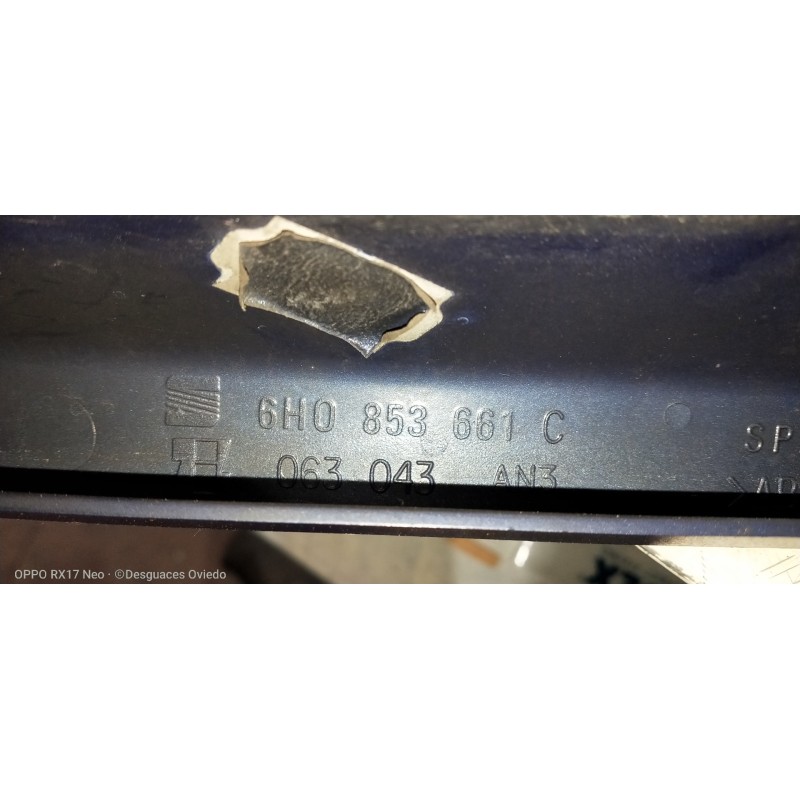 6H0 853 661 C
SP
063 043 AN3
OPPO RX17 Neo · ©Desguaces Oviedo